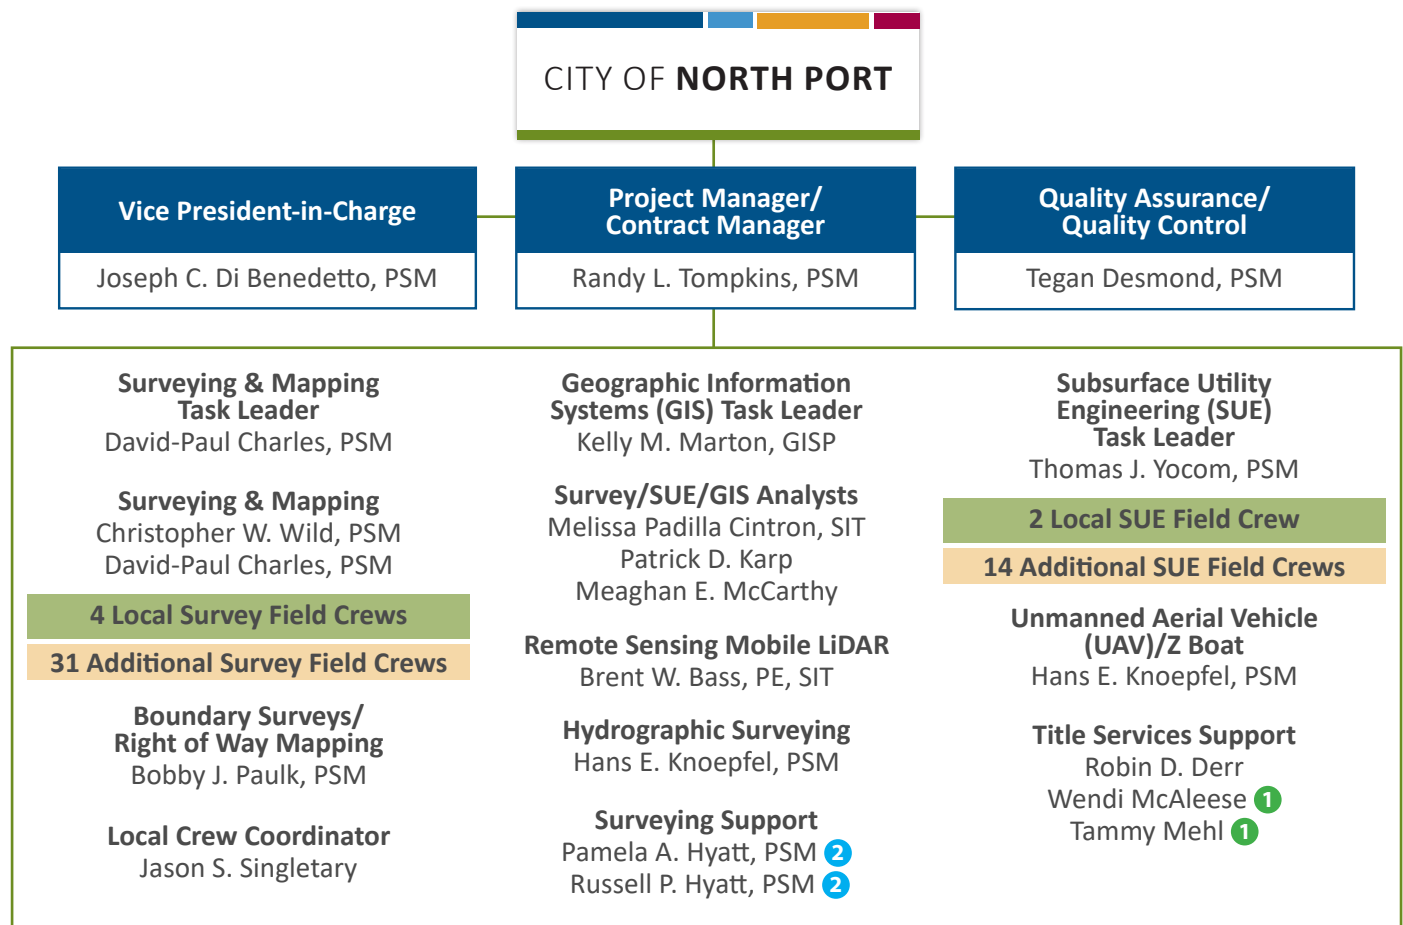 CITY OF NORTH PORT
Vice President-in-Charge
Joseph C. Di Benedetto, PSM
Project Manager/
Contract Manager
Randy L. Tompkins, PSM
Quality Assurance/
Quality Control
Tegan Desmond, PSM
Surveying & Mapping
Task Leader
David-Paul Charles, PSM
Surveying & Mapping
Christopher W. Wild, PSM
David-Paul Charles, PSM
4 Local Survey Field Crews
31 Additional Survey Field Crews
Boundary Surveys/
Right of Way Mapping
Bobby J. Paulk, PSM
Local Crew Coordinator
Jason S. Singletary
Geographic Information
Systems (GIS) Task Leader
Kelly M. Marton, GISP
Survey/SUE/GIS Analysts
Melissa Padilla Cintron, SIT
Patrick D. Karp
Meaghan E. McCarthy
Remote Sensing Mobile LiDAR
Brent W. Bass, PE, SIT
Hydrographic Surveying
Hans E. Knoepfel, PSM
Surveying Support
Pamela A. Hyatt, PSM 2
Russell P. Hyatt, PSM 2
Subsurface Utility
Engineering (SUE)
Task Leader
Thomas J. Yocom, PSM
2 Local SUE Field Crew
14 Additional SUE Field Crews
Unmanned Aerial Vehicle
(UAV)/Z Boat
Hans E. Knoepfel, PSM
Title Services Support
Robin D. Derr
Wendi McAleese 1
Tammy Mehl 1